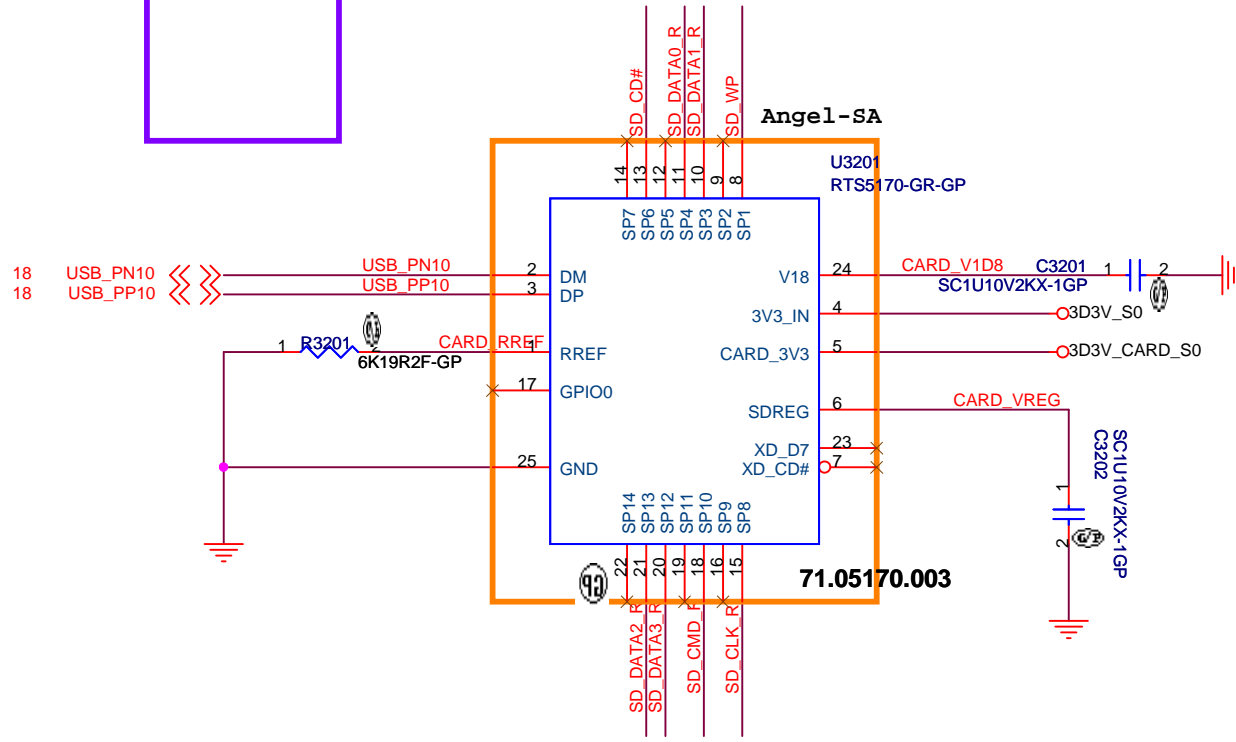 SD_CD#
SD_DATA0_R
SD_DATA1_R
SD_WP
Angel-SA
U3201
RTS5170-GR-GP
14
13
12
11
10
9
8
SP7
SP6
SP5
SP4
SP3
SP2
SP1
18 USB_PN10
USB_PN10 2 DM
18 USB_PP10
USB_PP10 3 DP
V18 24 CARD_V1D8 C3201 1 2
SC1U10V2KX-1GP
3V3_IN 4 3D3V_S0
1 R3201 2 CARD_RREF 1 RREF
6K19R2F-GP
CARD_3V3 5 3D3V_CARD_S0
17 GPIO0
SDREG 6 CARD_VREG
XD_D7 23
25 GND
XD_CD# 7
SC1U10V2KX-1GP
C3202
1
2
SP14
SP13
SP12
SP11
SP10
SP9
SP8
22
21
20
19
18
16
15
71.05170.003
GP
SD_DATA2_R
SD_DATA3_R
SD_CMD_R
SD_CLK_R